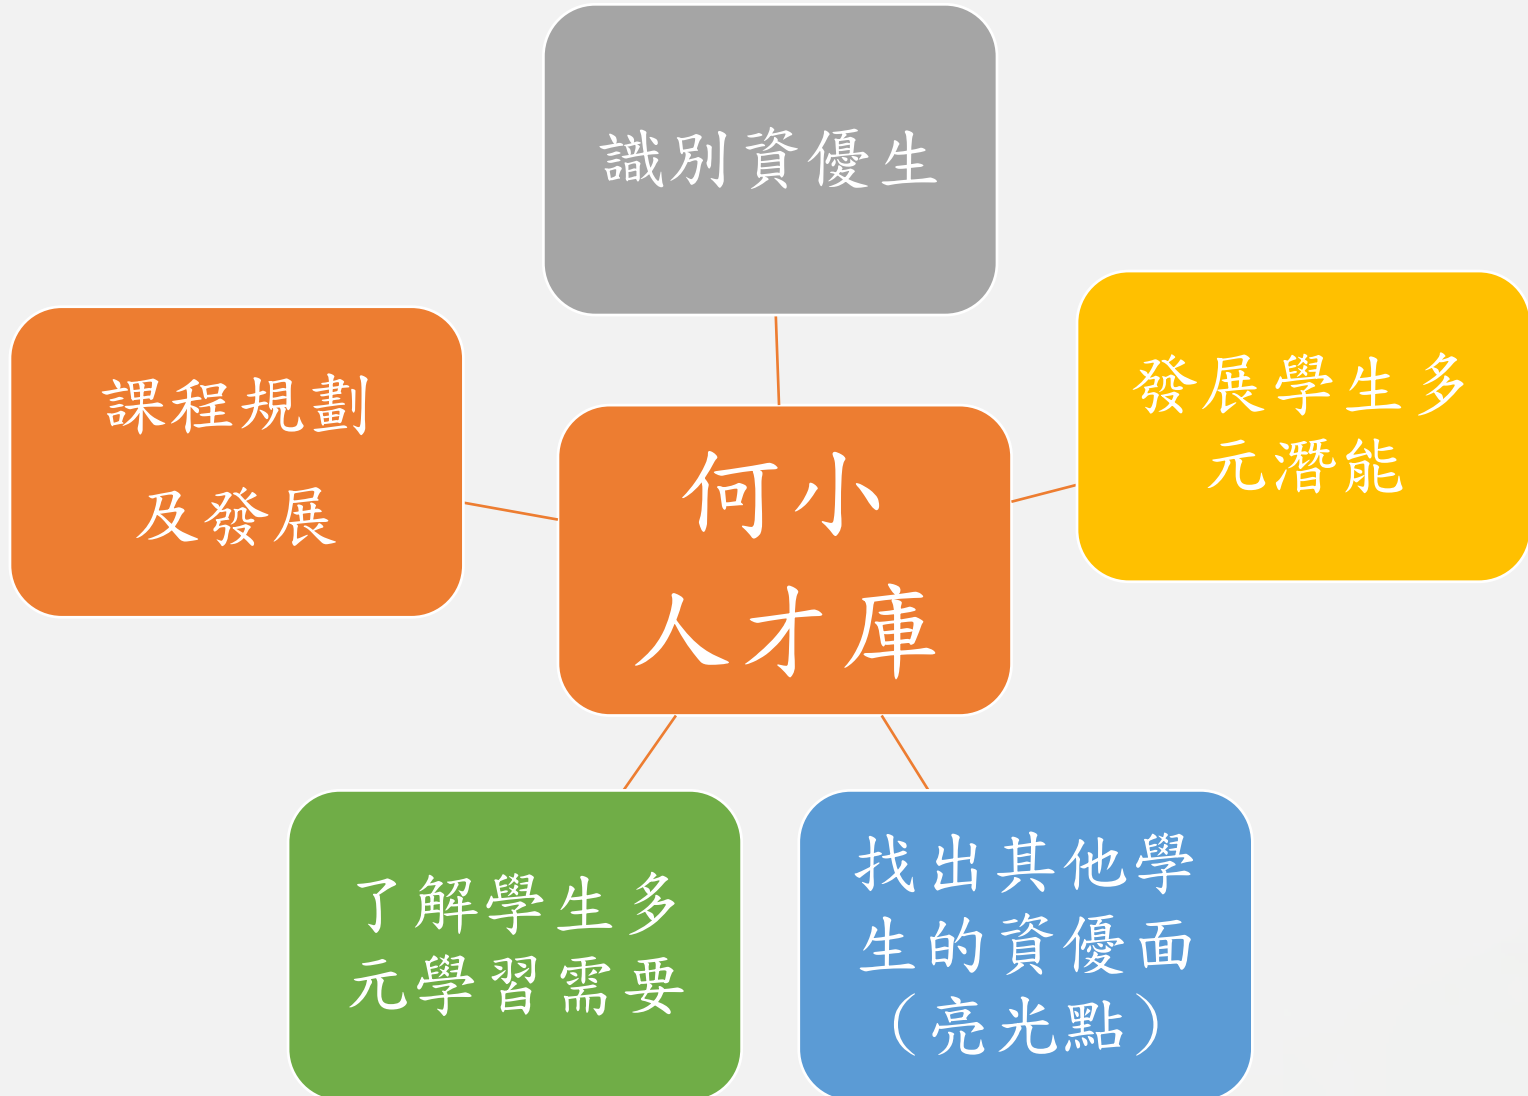 識別資優生
發展學生多
元潛能
課程規劃
及發展
何小
人才庫
了解學生多
元學習需要
找出其他學
生的資優面
（亮光點）